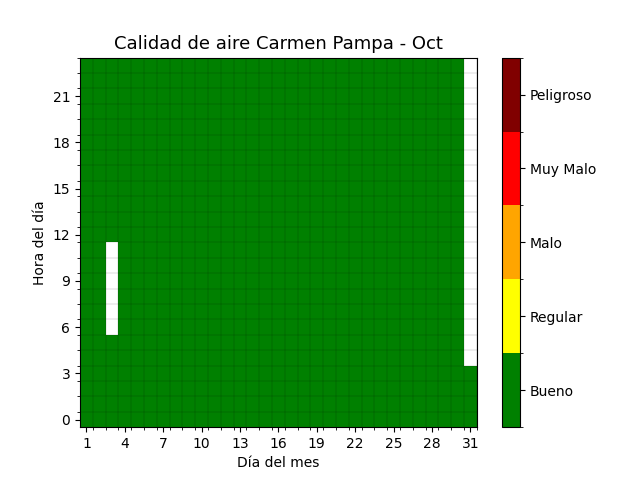 Calidad de aire Carmen Pampa - Oct
21
18
15
12
9
6
3
0
Hora del día
1 4 7 10 13 16 19 22 25 28 31
Día del mes
Peligroso
Muy Malo
Malo
Regular
Bueno